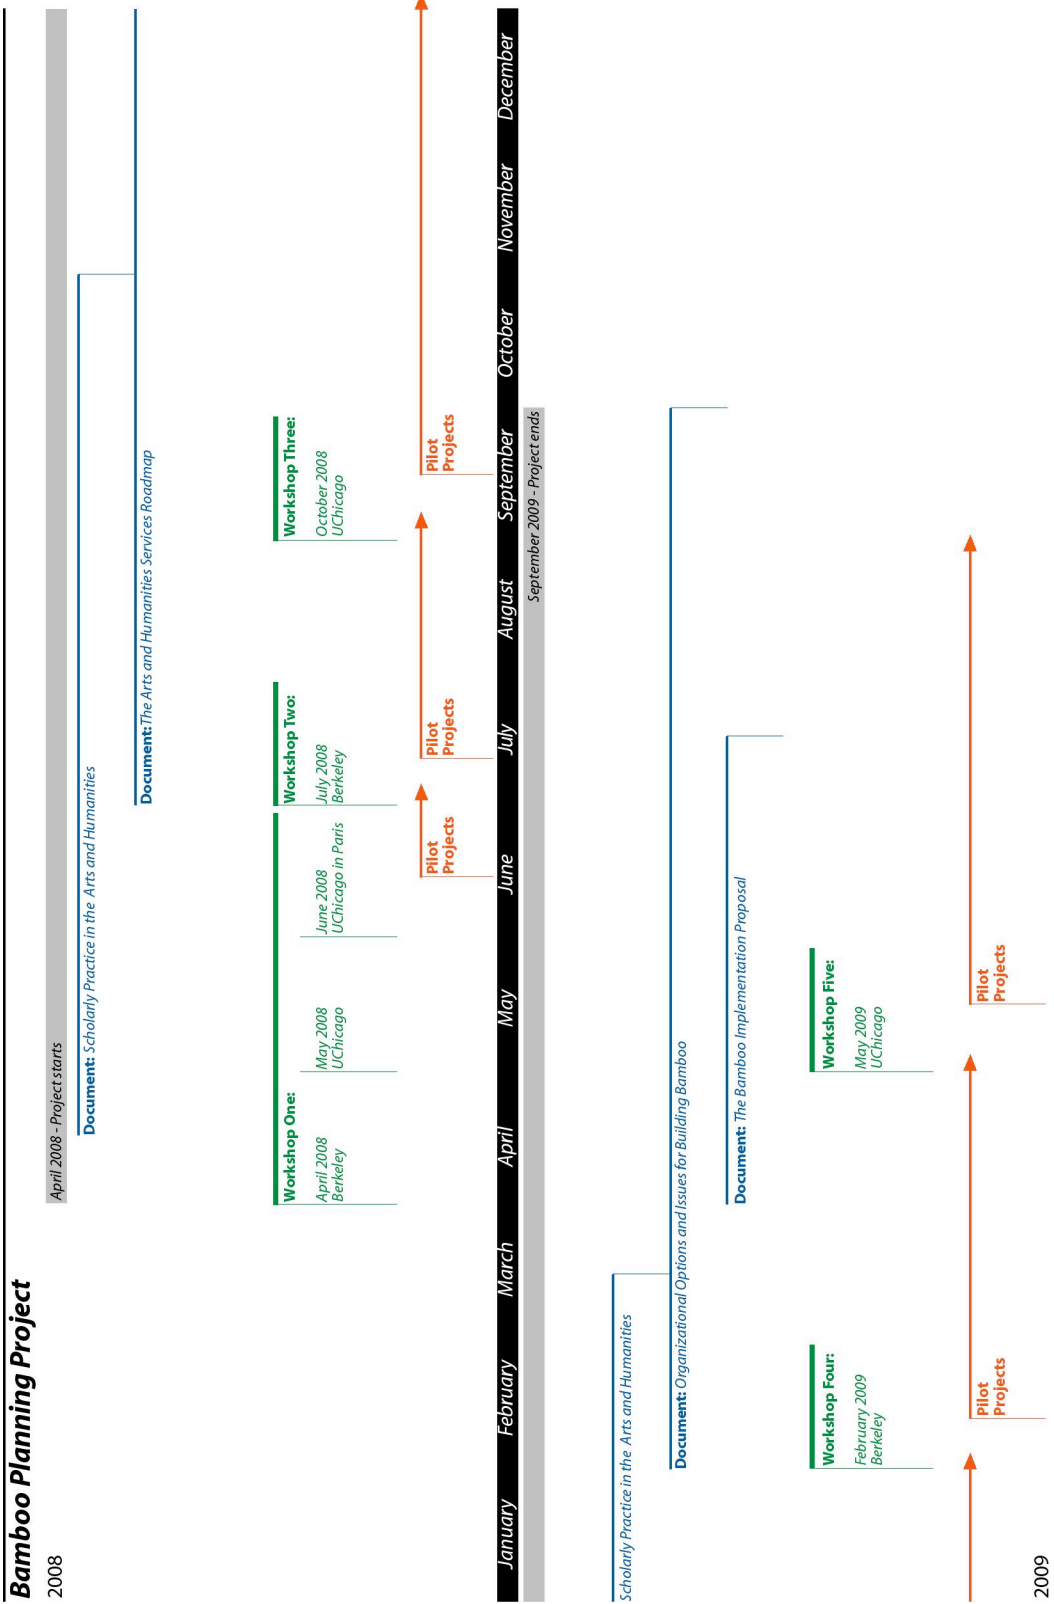 Bamboo Planning Project
2008
April 2008 - Project starts
Document: Scholarly Practice in the Arts and Humanities
Document:The Arts and Humanities Services Roadmap
Workshop One:
April 2008
Berkeley
May 2008
UChicago
June 2008
UChicago in Paris
Workshop Two:
July 2008
Berkeley
Workshop Three:
October 2008
UChicago
Pilot
Projects
Pilot
Projects
Pilot
Projects
January February March April May June July August September October November December
September 2009 - Project ends
Scholarly Practice in the Arts and Humanities
Document: Organizational Options and Issues for Building Bamboo
Document: The Bamboo Implementation Proposal
Workshop Four:
February 2009
Berkeley
Workshop Five:
May 2009
UChicago
Pilot
Projects
Pilot
Projects
2009